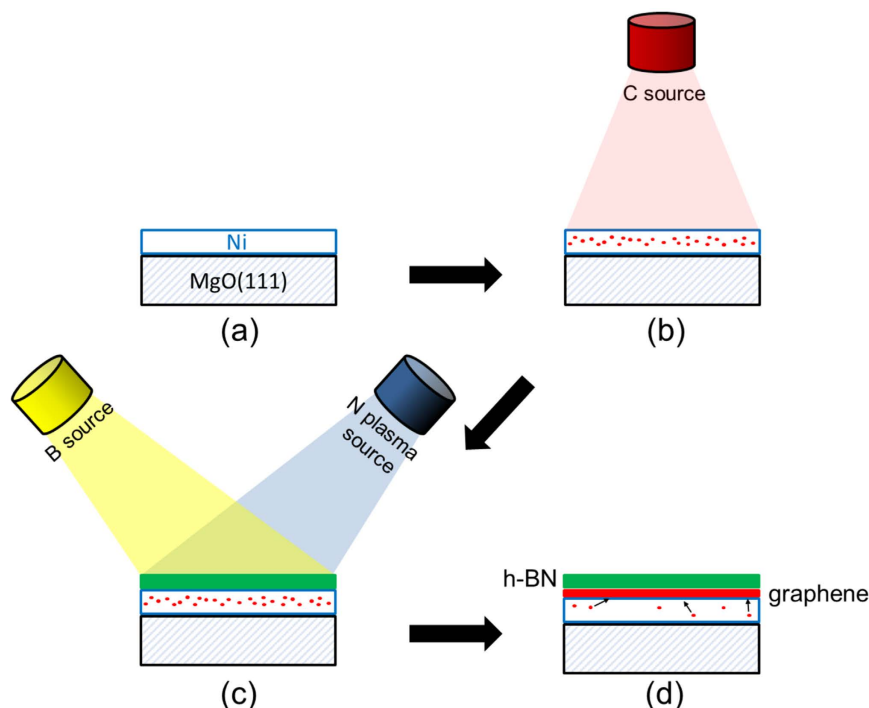 C source
Ni
MgO(111)
(a)
(b)
B source
N plasma
source
h-BN
graphene
(c)
(d)